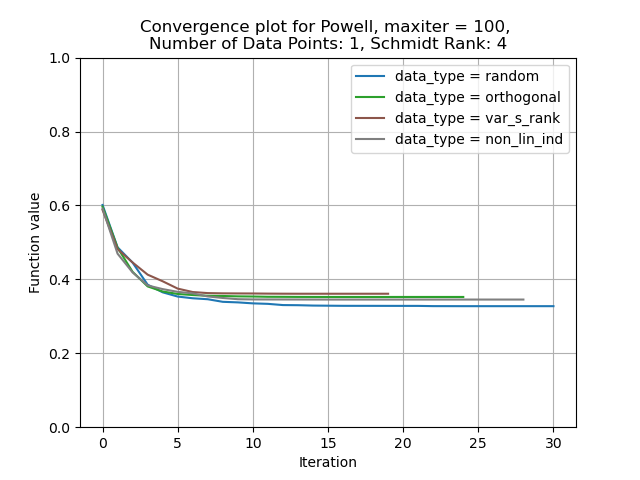 Convergence plot for Powell, maxiter = 100,
Number of Data Points: 1, Schmidt Rank: 4
data_type = random
data_type = orthogonal
data_type = var_s_rank
data_type = non_lin_ind
Function value
1.0
0.8
0.6
0.4
0.2
0.0
0 5 10 15 20 25 30
Iteration